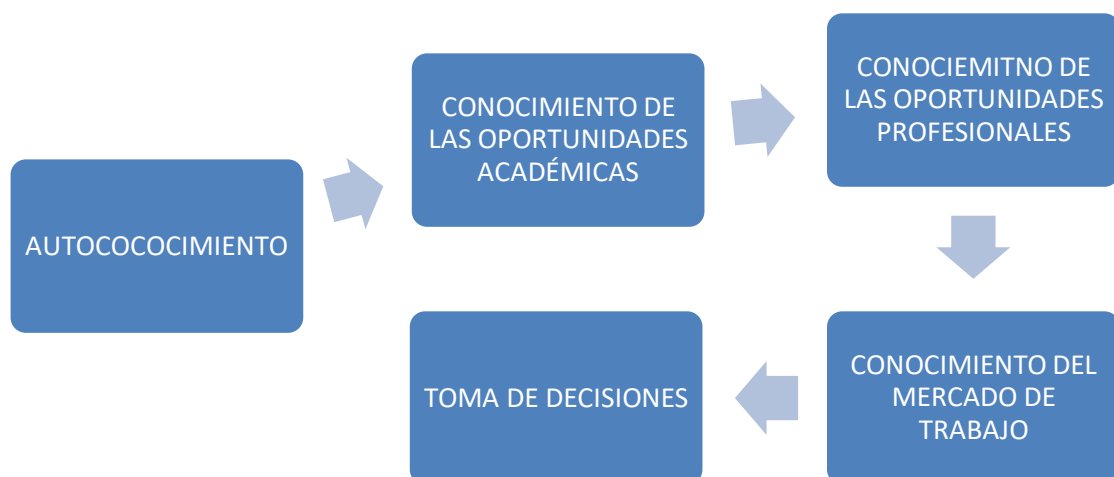 AUTOCOCOCIMIENTO
CONOCIMIENTO DE
LAS OPORTUNIDADES
ACADÉMICAS
CONOCIEMITNO DE
LAS OPORTUNIDADES
PROFESIONALES
CONOCIMIENTO DEL
MERCADO DE
TRABAJO
TOMA DE DECISIONES